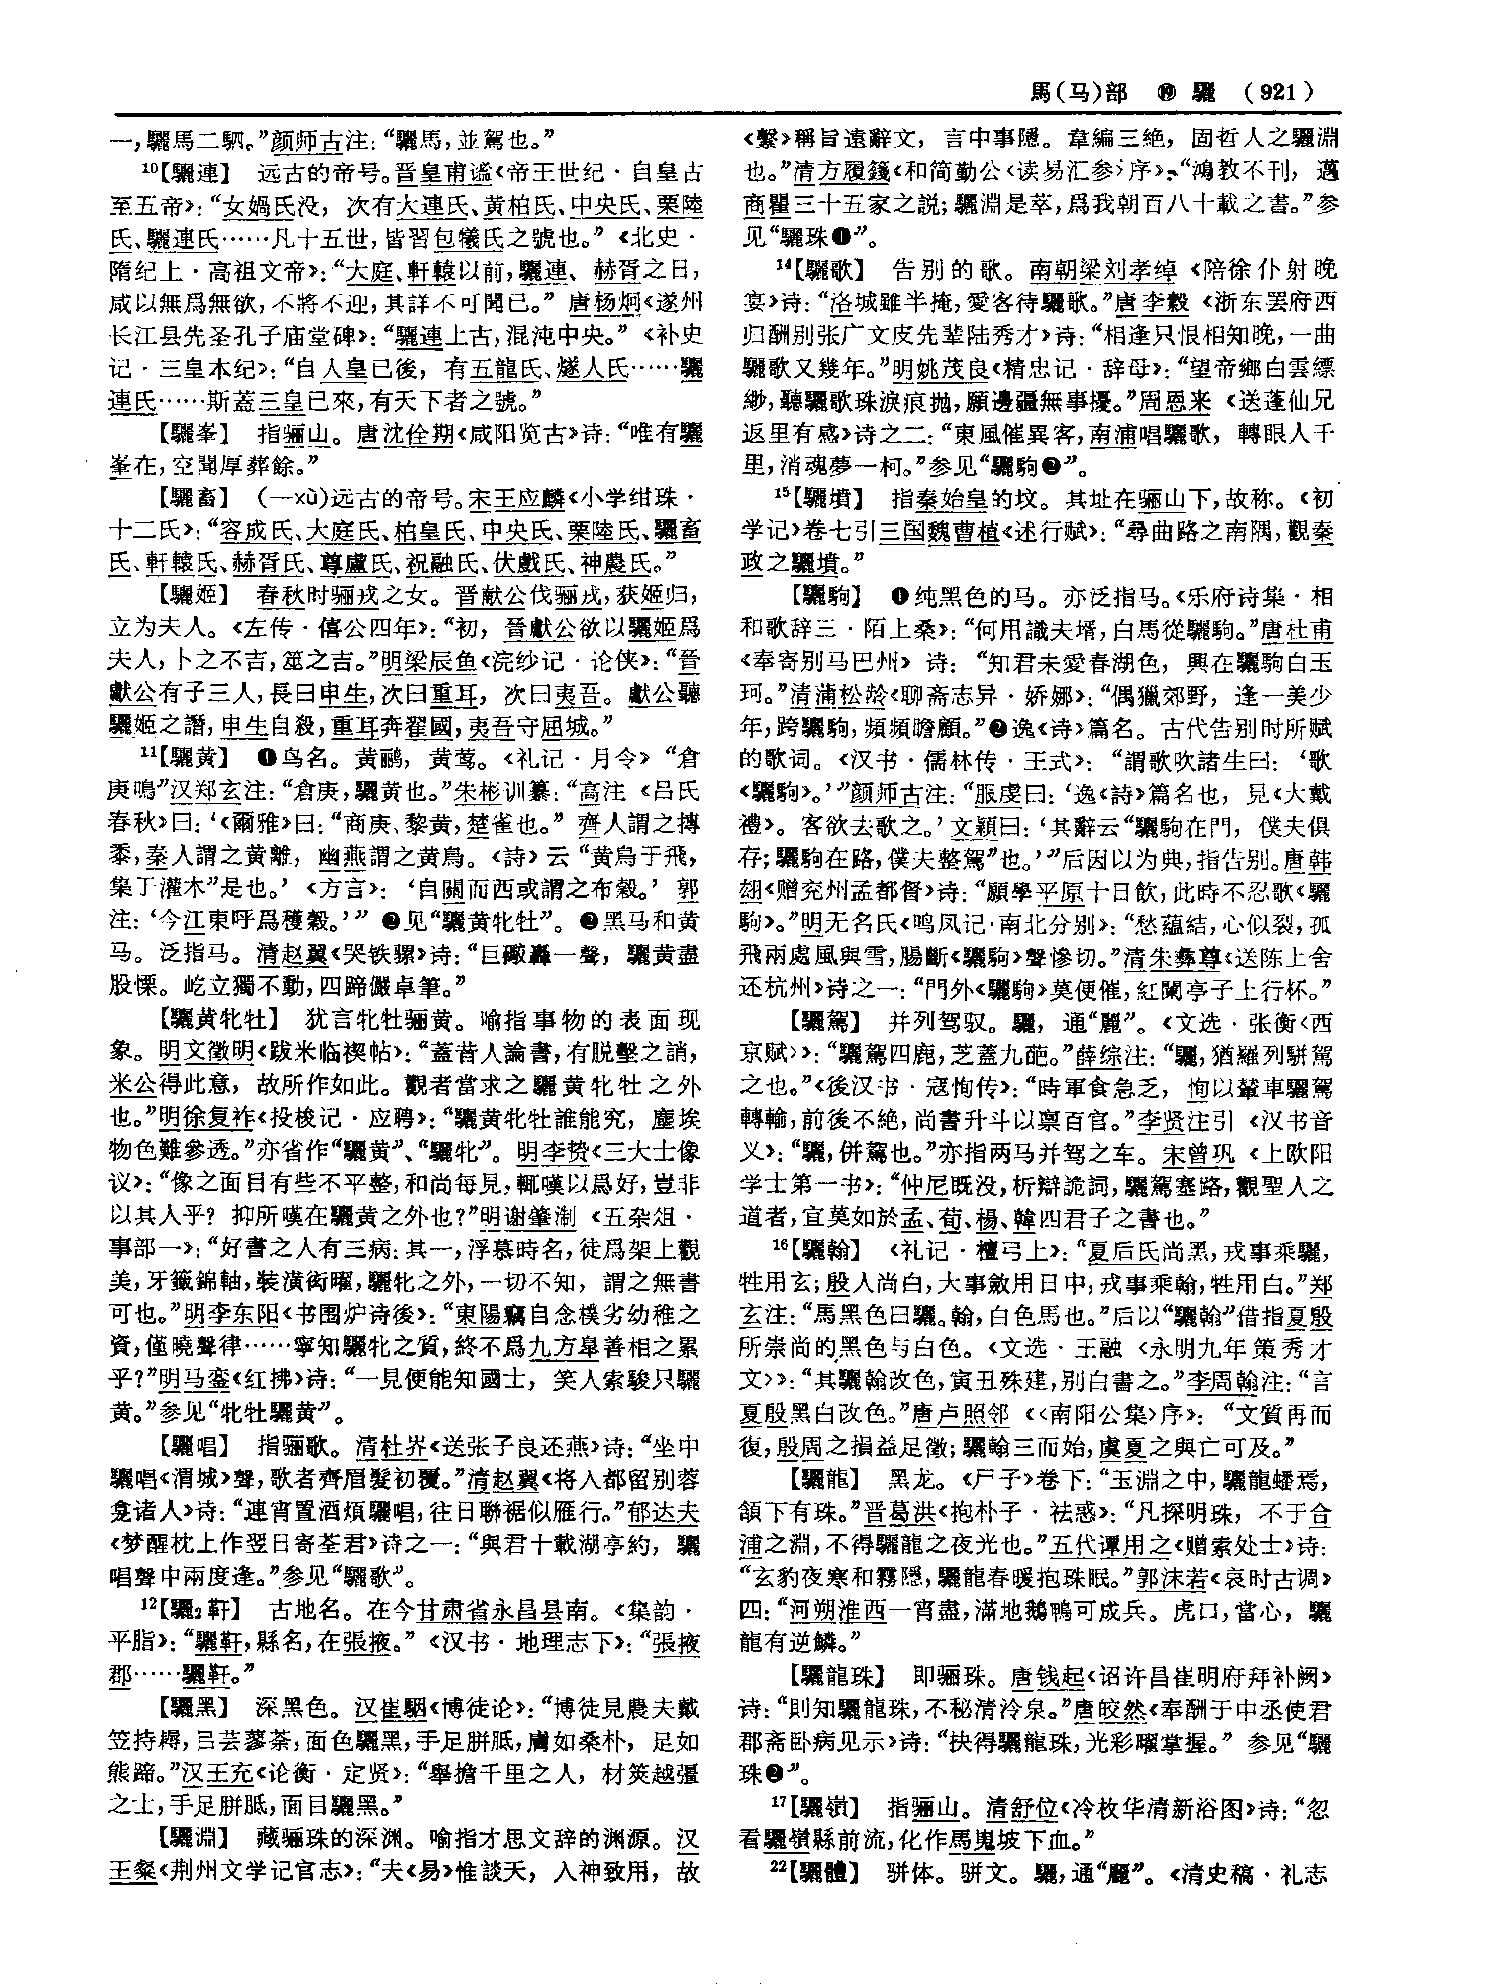 馬(马)部 ⑲ 驪 (921)
一,驪馬二駟。”颜师古注:“驪馬,並駕也。”
10【驪連】 远古的帝号。晋皇甫谧《帝王世纪·自皇古
至五帝》:“女媧氏没,次有大連氏、黄柏氏、中央氏、栗陸
氏、驪連氏……凡十五世,皆習包犧氏之號也。”《北史·
隋纪上·高祖文帝》:“大庭、軒轅以前,驪連、赫胥之日,
咸以無爲無欲,不將不迎,其詳不可聞已。”唐杨炯《遂州
长江县先圣孔子庙堂碑》:“驪連上古,混沌中央。”《补史
记·三皇本纪》:“自人皇已後,有五龍氏、燧人氏……驪
連氏……斯蓋三皇已來,有天下者之號。”
【驪峯】 指骊山。唐沈佺期《咸阳览古》诗:“唯有驪
峯在,空聞厚葬餘。”
【驪畜】 (—xù)远古的帝号。宋王应麟《小学绀珠·
十二氏》:“容成氏、大庭氏、柏皇氏、中央氏、栗陸氏、驪畜
氏、軒轅氏、赫胥氏、尊盧氏、祝融氏、伏戲氏、神農氏。”
【驪姬】 春秋时骊戎之女。晋献公伐骊戎,获姬归,
立为夫人。《左传·僖公四年》:“初,晉獻公欲以驪姬爲
夫人,卜之不吉,筮之吉。”明梁辰鱼《浣纱记·论侠》:“晉
獻公有子三人,長曰申生,次曰重耳,次曰夷吾。獻公聽
驪姬之譖,申生自殺,重耳奔翟國,夷吾守屈城。”
11【驪黄】 ❶鸟名。黄鹂,黄莺。《礼记·月令》“倉
庚鳴”汉郑玄注:“倉庚,驪黄也。”朱彬训纂:“高注《吕氏
春秋》曰:‘《爾雅》曰:“商庚、黎黄,楚雀也。”齊人謂之摶
黍,秦人謂之黄離,幽燕謂之黄鳥。《詩》云“黄鳥于飛,
集于灌木”是也。’《方言》:‘自關而西或謂之布穀。’郭
注:‘今江東呼爲穫穀。’”❷见“驪黄牝牡”。❷黑马和黄
马。泛指马。清赵翼《哭铁骡》诗:“巨礮轟一聲,驪黄盡
股慄。屹立獨不動,四蹄儼卓筆。”
【驪黄牝牡】 犹言牝牡骊黄。喻指事物的表面现
象。明文徵明《跋米临禊帖》:“蓋昔人論書,有脱墼之誚,
米公得此意,故所作如此。觀者當求之驪黄牝牡之外
也。”明徐复祚《投梭记·应聘》:“驪黄牝牡誰能究,塵埃
物色難參透。”亦省作“驪黄”、“驪牝”。明李贽《三大士像
议》:“像之面目有些不平整,和尚每見,輒嘆以爲好,豈非
以其人乎?抑所嘆在驪黄之外也?”明谢肇淛《五杂俎·
事部一》:“好書之人有三病:其一,浮慕時名,徒爲架上觀
美,牙籤錦軸,裝潢衒曜,驪牝之外,一切不知,謂之無書
可也。”明李东阳《书围炉诗後》:“東陽竊自念樸劣幼稚之
資,僅曉聲律……寧知驪牝之質,終不爲九方臯善相之累
乎?”明马銮《红拂》诗:“一見便能知國士,笑人索駿只驪
黄。”参见“牝牡驪黄”。
【驪唱】 指骊歌。清杜岕《送张子良还燕》诗:“坐中
驪唱《渭城》聲,歌者齊眉髮初覆。”清赵翼《将入都留别蓉
龛诸人》诗:“連宵置酒煩驪唱,往日聯裾似雁行。”郁达夫
《梦醒枕上作翌日寄荃君》诗之一:“與君十載湖亭約,驪
唱聲中兩度逢。”参见“驪歌”。
12【驪2靬】 古地名。在今甘肃省永昌县南。《集韵·
平脂》:“驪靬,縣名,在張掖。”《汉书·地理志下》:“張掖
郡……驪靬。”
【驪黑】 深黑色。汉崔駰《博徒论》:“博徒見農夫戴
笠持耨,吕芸蓼荼,面色驪黑,手足胼胝,膚如桑朴,足如
熊蹄。”汉王充《论衡·定贤》:“舉擔千里之人,材筴越彊
之士,手足胼胝,面目驪黑。”
【驪淵】 藏骊珠的深渊。喻指才思文辞的渊源。汉
王粲《荆州文学记官志》:“夫《易》惟談天,入神致用,故
《繫》稱旨遠辭文,言中事隱。韋編三絶,固哲人之驪淵
也。”清方履籛《和简勤公〈读易汇参〉序》:“鴻教不刊,邁
商瞿三十五家之説;驪淵是萃,爲我朝百八十載之書。”参
见“驪珠❶”。
14【驪歌】 告别的歌。南朝梁刘孝绰《陪徐仆射晚
宴》诗:“洛城雖半掩,愛客待驪歌。”唐李縠《浙东罢府西
归酬别张广文皮先辈陆秀才》诗:“相逢只恨相知晚,一曲
驪歌又幾年。”明姚茂良《精忠记·辞母》:“望帝鄉白雲縹
緲,聽驪歌珠淚痕抛,願邊疆無事擾。”周恩来《送蓬仙兄
返里有感》诗之二:“東風催異客,南浦唱驪歌,轉眼人千
里,消魂夢一柯。”参见“驪駒❷”。
15【驪墳】 指秦始皇的坟。其址在骊山下,故称。《初
学记》卷七引三国魏曹植《述行赋》:“尋曲路之南隅,觀秦
政之驪墳。”
【驪駒】 ❶纯黑色的马。亦泛指马。《乐府诗集·相
和歌辞三·陌上桑》:“何用識夫壻,白馬從驪駒。”唐杜甫
《奉寄别马巴州》诗:“知君未愛春湖色,興在驪駒白玉
珂。”清蒲松龄《聊斋志异·娇娜》:“偶獵郊野,逢一美少
年,跨驪駒,頻頻瞻顧。”❷逸《诗》篇名。古代告别时所赋
的歌词。《汉书·儒林传·王式》:“謂歌吹諸生曰:‘歌
《驪駒》。’”颜师古注:“服虔曰:‘逸《詩》篇名也,見《大戴
禮》。客欲去歌之。’文穎曰:‘其辭云“驪駒在門,僕夫俱
存;驪駒在路,僕夫整駕”也。’”后因以为典,指告别。唐韩
翃《赠兖州孟都督》诗:“願學平原十日飲,此時不忍歌《驪
駒》。”明无名氏《鸣凤记·南北分别》:“愁蘊結,心似裂,孤
飛兩處風與雪,腸斷《驪駒》聲慘切。”清朱彝尊《送陈上舍
还杭州》诗之一:“門外《驪駒》莫便催,紅闌亭子上行杯。”
【驪駕】 并列驾驭。驪,通“麗”。《文选·张衡〈西
京赋〉》:“驪駕四鹿,芝蓋九葩。”薛综注:“驪,猶羅列駢駕
之也。”《後汉书·寇恂传》:“時軍食急乏,恂以輦車驪駕
轉輸,前後不絶,尚書升斗以禀百官。”李贤注引《汉书音
义》:“驪,併駕也。”亦指两马并驾之车。宋曾巩《上欧阳
学士第一书》:“仲尼既没,析辯詭詞,驪駕塞路,觀聖人之
道者,宜莫如於孟、荀、楊、韓四君子之書也。”
16【驪翰】 《礼记·檀弓上》:“夏后氏尚黑,戎事乘驪,
牲用玄;殷人尚白,大事斂用日中,戎事乘翰,牲用白。”郑
玄注:“馬黑色曰驪。翰,白色馬也。”后以“驪翰”借指夏殷
所崇尚的黑色与白色。《文选·王融〈永明九年策秀才
文〉》:“其驪翰改色,寅丑殊建,别白書之。”李周翰注:“言
夏殷黑白改色。”唐卢照邻《〈南阳公集〉序》:“文質再而
復,殷周之損益足徵;驪翰三而始,虞夏之興亡可及。”
【驪龍】 黑龙。《尸子》卷下:“玉淵之中,驪龍蟠焉,
頷下有珠。”晋葛洪《抱朴子·祛惑》:“凡探明珠,不于合
浦之淵,不得驪龍之夜光也。”五代谭用之《赠索处士》诗:
“玄豹夜寒和霧隱,驪龍春暖抱珠眠。”郭沫若《哀时古调》
四:“河朔淮西一宵盡,滿地鵝鴨可成兵。虎口,當心,驪
龍有逆鱗。”
【驪龍珠】 即骊珠。唐钱起《诏许昌崔明府拜补阙》
诗:“則知驪龍珠,不秘清泠泉。”唐皎然《奉酬于中丞使君
郡斋卧病见示》诗:“抉得驪龍珠,光彩曜掌握。”参见“驪
珠❷”。
17【驪嶺】 指骊山。清舒位《冷枚华清新浴图》诗:“忽
看驪嶺縣前流,化作馬嵬坡下血。”
22【驪體】 骈体。骈文。驪,通“麗”。《清史稿·礼志